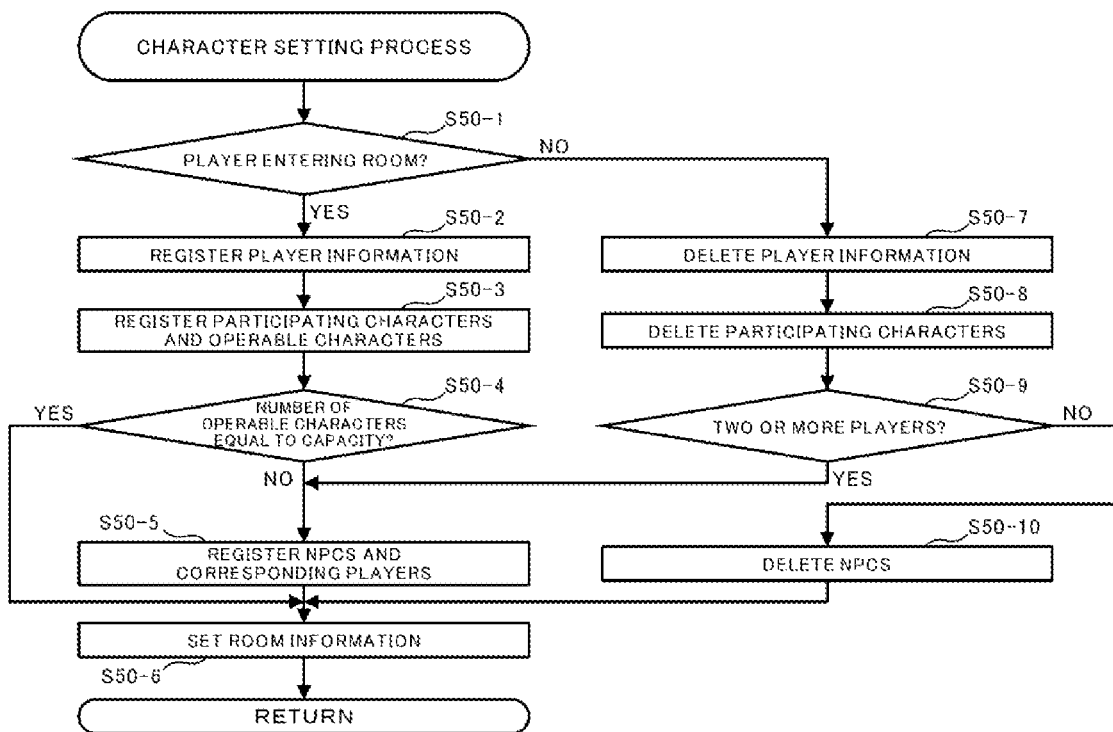 CHARACTER SETTING PROCESS
S50-1
PLAYER ENTERING ROOM?
NO
YES
S50-2
REGISTER PLAYER INFORMATION
S50-7
DELETE PLAYER INFORMATION
S50-3
REGISTER PARTICIPATING CHARACTERS
AND OPERABLE CHARACTERS
S50-8
DELETE PARTICIPATING CHARACTERS
S50-4
YES
NUMBER OF
OPERABLE CHARACTERS
EQUAL TO CAPACITY?
NO
S50-9
TWO OR MORE PLAYERS?
NO
YES
S50-5
REGISTER NPCS AND
CORRESPONDING PLAYERS
S50-10
DELETE NPCS
SET ROOM INFORMATION
S50-6
RETURN